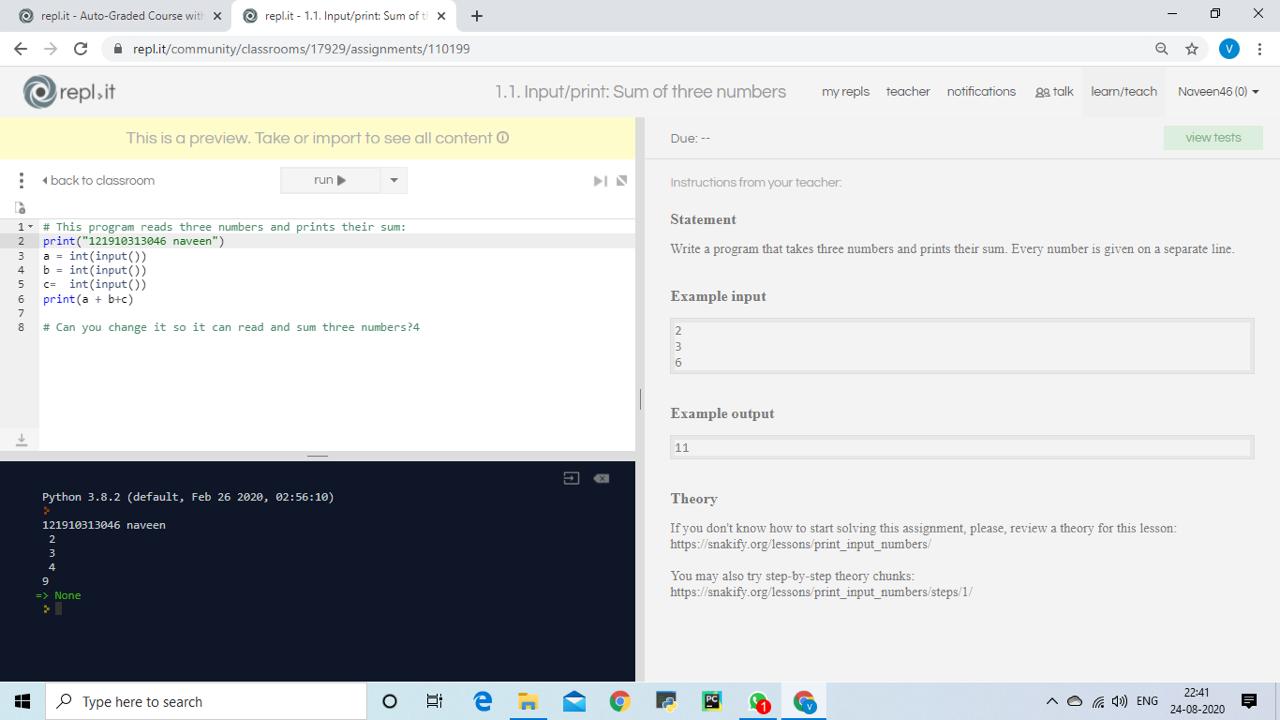 repl.it - Auto-Graded Course with
repl.it - 1.1. Input/print: Sum of t
repl.it/community/classrooms/17929/assignments/110199
V
repl.it
1.1. Input/print: Sum of three numbers
my repls teacher notifications talk learn/teach Naveen46 (0)
This is a preview. Take or import to see all content
Due: --
view tests
back to classroom
run
Instructions from your teacher:
1 # This program reads three numbers and prints their sum:
2 print("121910313046 naveen")
3 a = int(input())
4 b = int(input())
5 c=  int(input())
6 print(a + b+c)
7
8 # Can you change it so it can read and sum three numbers?4
Statement
Write a program that takes three numbers and prints their sum. Every number is given on a separate line.
Example input
2
3
6
Example output
11
Theory
If you don't know how to start solving this assignment, please, review a theory for this lesson:
https://snakify.org/lessons/print_input_numbers/
You may also try step-by-step theory chunks:
https://snakify.org/lessons/print_input_numbers/steps/1/
Python 3.8.2 (default, Feb 26 2020, 02:56:10)
121910313046 naveen
2
3
4
9
=> None
Type here to search
PC
1
V
ENG
22:41
24-08-2020